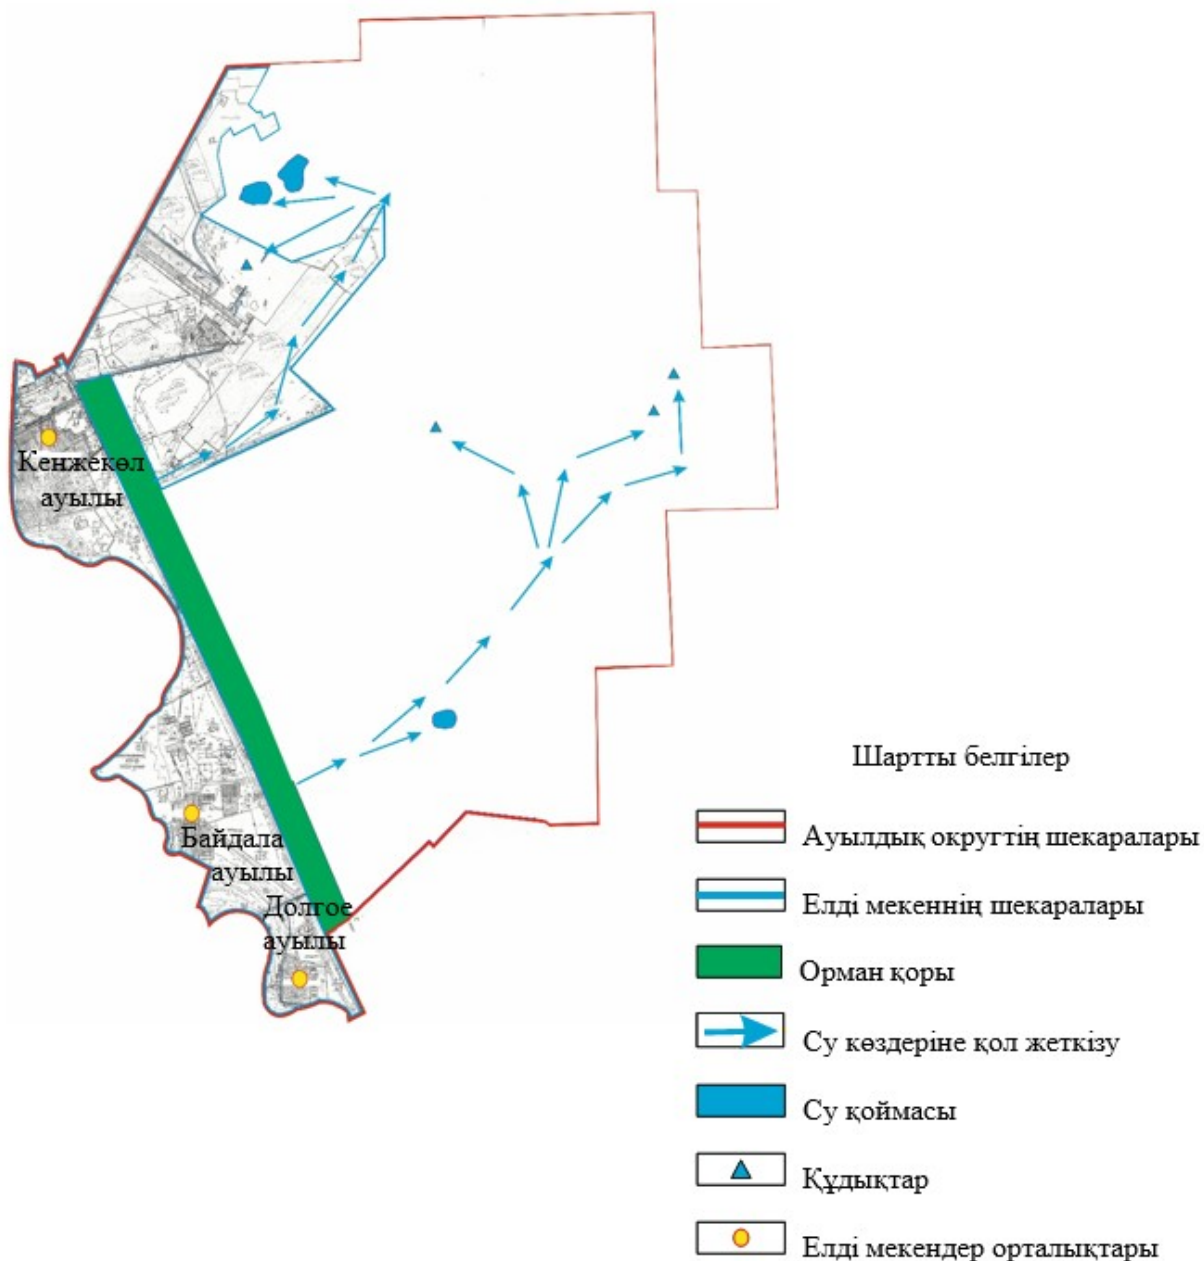 Кенжекөл
ауылы
Байдала
ауылы
Долгое
ауылы
Шартты белгілер
Ауылдық округтің шекаралары
Елді мекеннің шекаралары
Орман қоры
Су көздеріне қол жеткізу
Су қоймасы
Құдықтар
Елді мекендер орталықтары